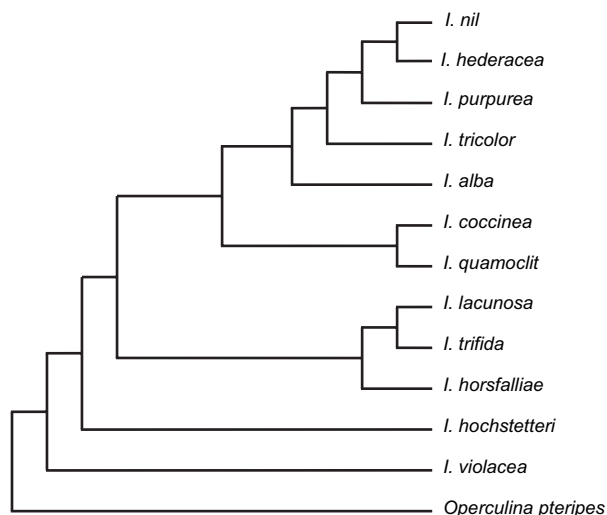 I. nil
I. hederacea
I. purpurea
I. tricolor
I. alba
I. coccinea
I. quamoclit
I. lacunosa
I. trifida
I. horsfalliae
I. hochstetteri
I. violacea
Operculina pteripes